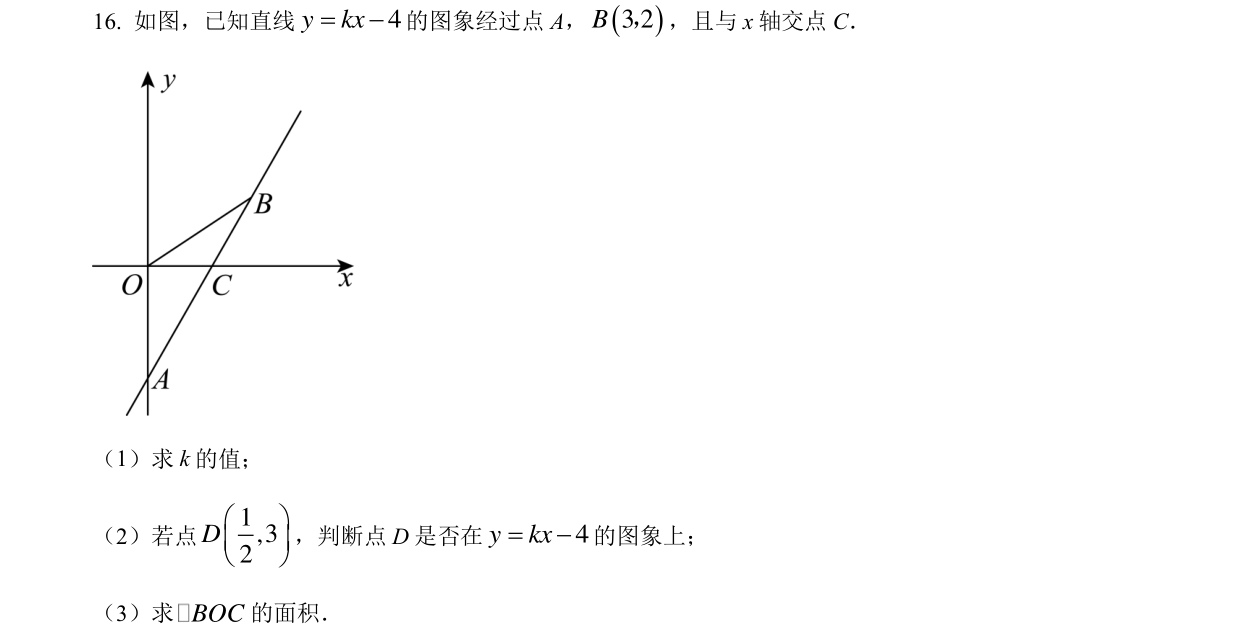 16. 如图，已知直线 y = kx − 4 的图象经过点 A， B(3,2)，且与 x 轴交点 C．
y
B
O
C
x
A
（1）求 k 的值；
（2）若点 D(1/2,3)，判断点 D 是否在 y = kx − 4 的图象上；
（3）求□BOC 的面积．